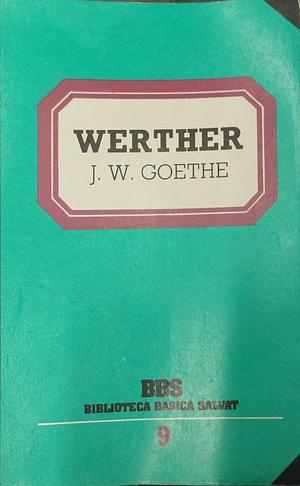 WERTHER
J. W. GOETHE
BBS
BIBLIOTECA BASICA SALVAT
9